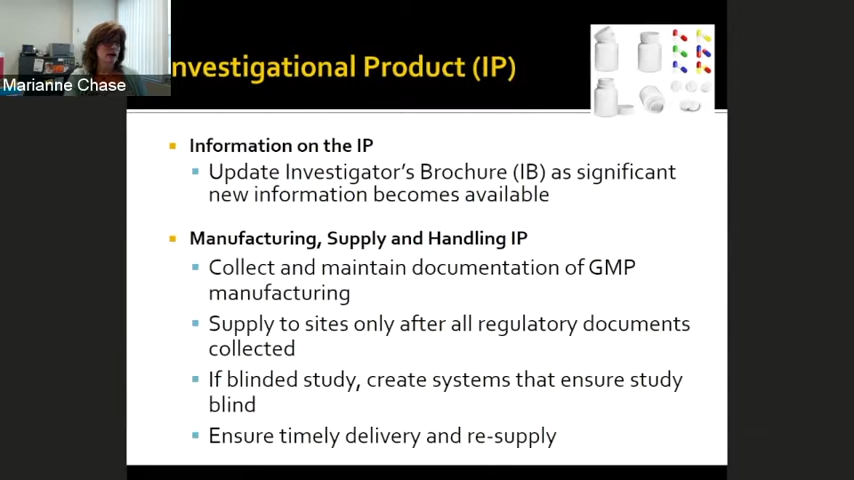 nvestigational Product (IP)
Marianne Chase
Information on the IP
Update Investigator's Brochure (IB) as significant
new information becomes available
Manufacturing, Supply and Handling IP
Collect and maintain documentation of GMP
manufacturing
Supply to sites only after all regulatory documents
collected
If blinded study, create systems that ensure study
blind
Ensure timely delivery and re-supply